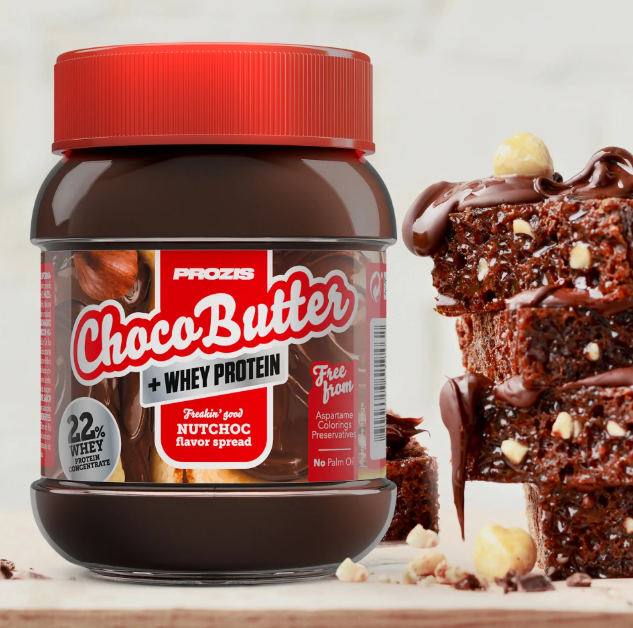 PROZIS
ChocoButter
+ WHEY PROTEIN
Freakin' good
NUTCHOC
flavor spread
22%
WHEY
PROTEIN
CONCENTRATE
Free
from
Aspartame
Colorings
Preservatives
No Palm Oil